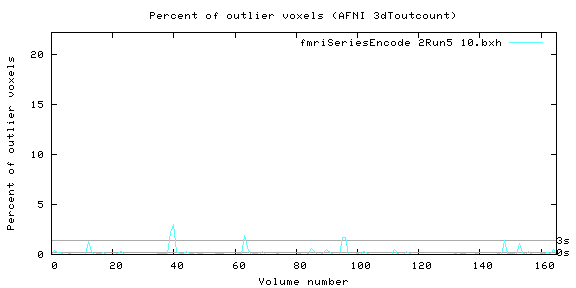 Percent of outlier voxels (AFNI 3dToutcount)
fmriSeriesEncode 2Run5 10.bxh
Percent of outlier voxels
20
15
10
5
0
3s
0s
0 20 40 60 80 100 120 140 160
Volume number